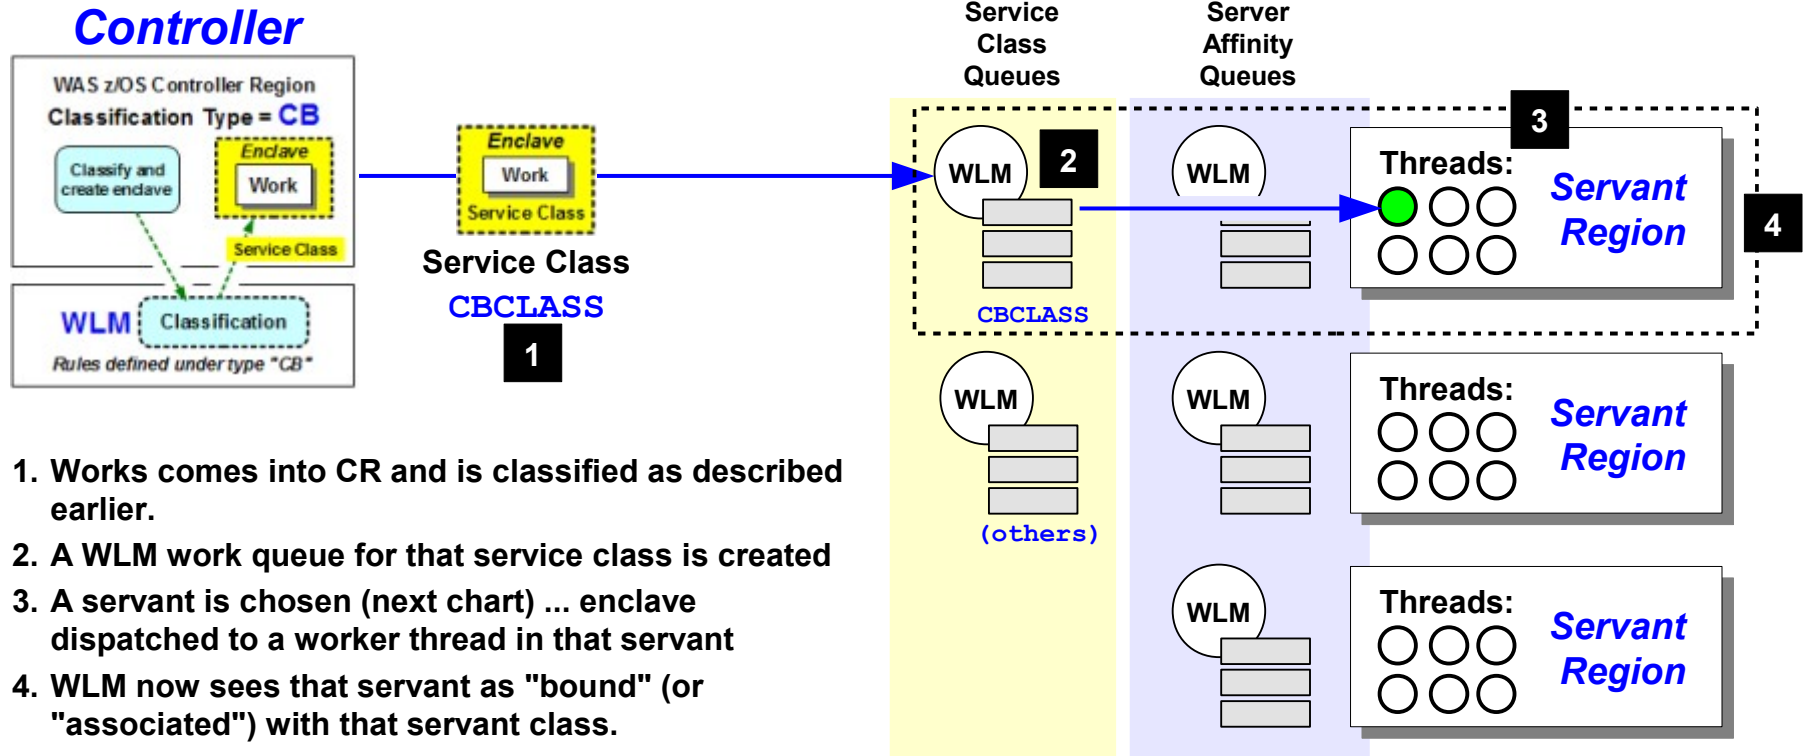 Controller
WAS z/OS Controller Region
Classification Type = CB
Classify and
create enclave
Enclave
Work
Service Class
WLM
Classification
Rules defined under type "CB"
Enclave
Work
Service Class
Service Class
CBCLASS
1
Service
Class
Queues
Server
Affinity
Queues
WLM
2
CBCLASS
WLM
3
Threads:
Servant
Region
4
WLM
(others)
WLM
Threads:
Servant
Region
WLM
Threads:
Servant
Region
1. Works comes into CR and is classified as described
earlier.
2. A WLM work queue for that service class is created
3. A servant is chosen (next chart) ... enclave
dispatched to a worker thread in that servant
4. WLM now sees that servant as "bound" (or
"associated") with that servant class.